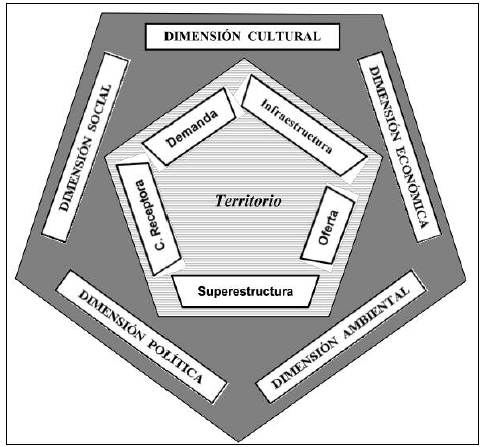 DIMENSIÓN CULTURAL
DIMENSIÓN SOCIAL
DIMENSIÓN ECONÓMICA
Demanda
Infraestructura
C. Receptora
Territorio
Oferta
Superestructura
DIMENSIÓN POLÍTICA
DIMENSIÓN AMBIENTAL